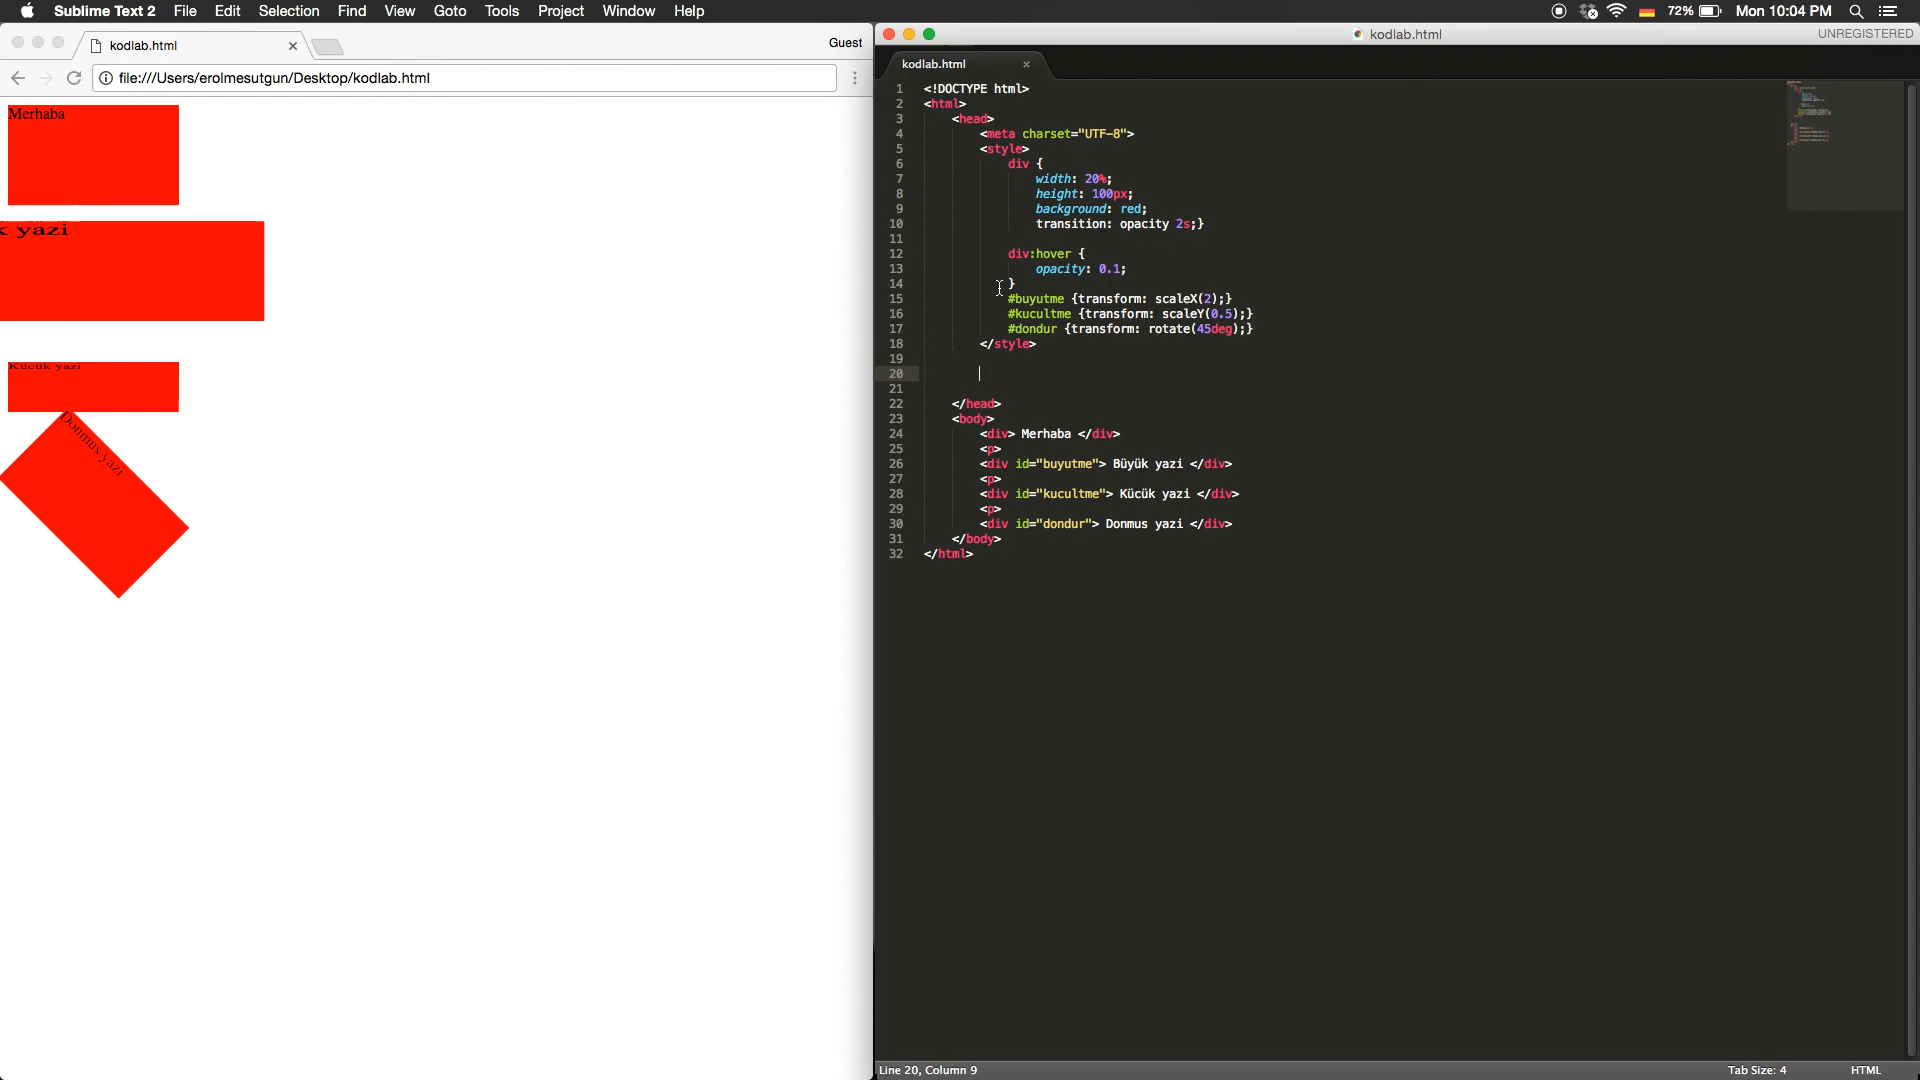 Sublime Text 2 File Edit Selection Find View Goto Tools Project Window Help 72% Mon 10:04 PM
kodlab.html
Guest
file:///Users/erolmesutgun/Desktop/kodlab.html
Merhaba
k yazi
Kücük yazi
Donmus yazi
kodlab.html
UNREGISTERED
kodlab.html
1 <!DOCTYPE html>
2 <html>
3 <head>
4 <meta charset="UTF-8">
5 <style>
6 div {
7 width: 20%;
8 height: 100px;
9 background: red;
10 transition: opacity 2s;}
11
12 div:hover {
13 opacity: 0.1;
14 }
15 #buyutme {transform: scaleX(2);}
16 #kucultme {transform: scaleY(0.5);}
17 #dondur {transform: rotate(45deg);}
18 </style>
19
20
21
22 </head>
23 <body>
24 <div> Merhaba </div>
25 <p>
26 <div id="buyutme"> Büyük yazi </div>
27 <p>
28 <div id="kucultme"> Kücük yazi </div>
29 <p>
30 <div id="dondur"> Donmus yazi </div>
31 </body>
32 </html>
Line 20, Column 9
Tab Size: 4
HTML